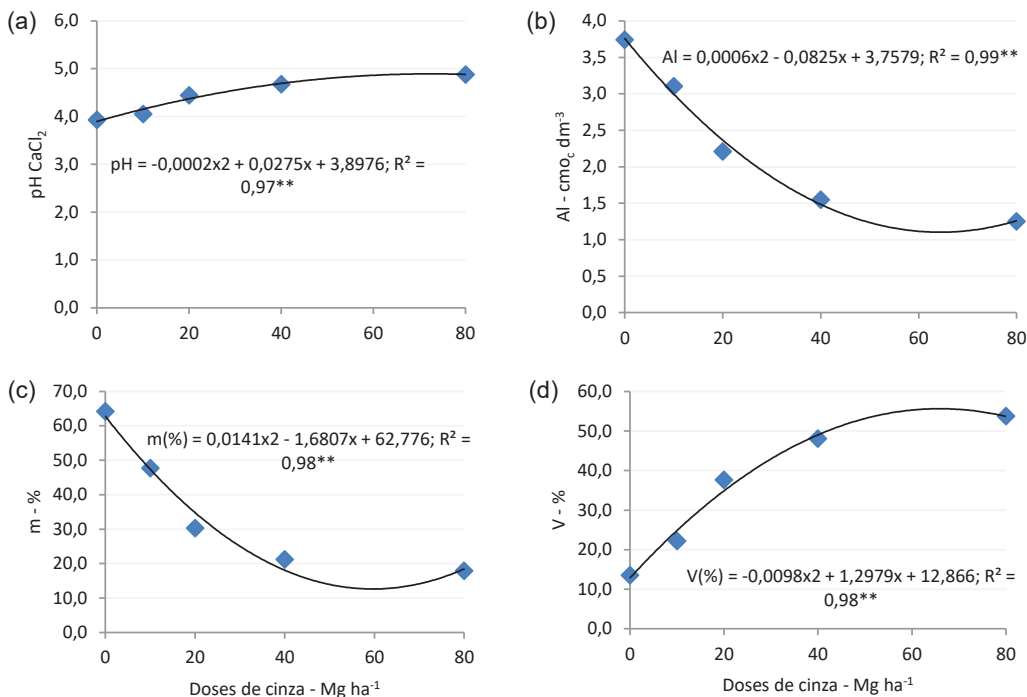 (a)
6,0
5,0
4,0
3,0
2,0
1,0
0,0
pH CaCl₂
pH = -0,0002x2 + 0,0275x + 3,8976; R² =
0,97**
0 10 20 40 60 80
(b)
4,0
3,5
3,0
2,5
2,0
1,5
1,0
0,5
0,0
Al - cmo꜀ dm⁻³
Al = 0,0006x2 - 0,0825x + 3,7579; R² = 0,99**
0 20 40 60 80
(c)
70,0
60,0
50,0
40,0
30,0
20,0
10,0
0,0
m - %
m(%) = 0,0141x2 - 1,6807x + 62,776; R² =
0,98**
0 20 40 60 80
Doses de cinza - Mg ha⁻¹
(d)
60,0
50,0
40,0
30,0
20,0
10,0
0,0
V - %
V(%) = -0,0098x2 + 1,2979x + 12,866; R² =
0,98**
0 20 40 60 80
Doses de cinza - Mg ha⁻¹